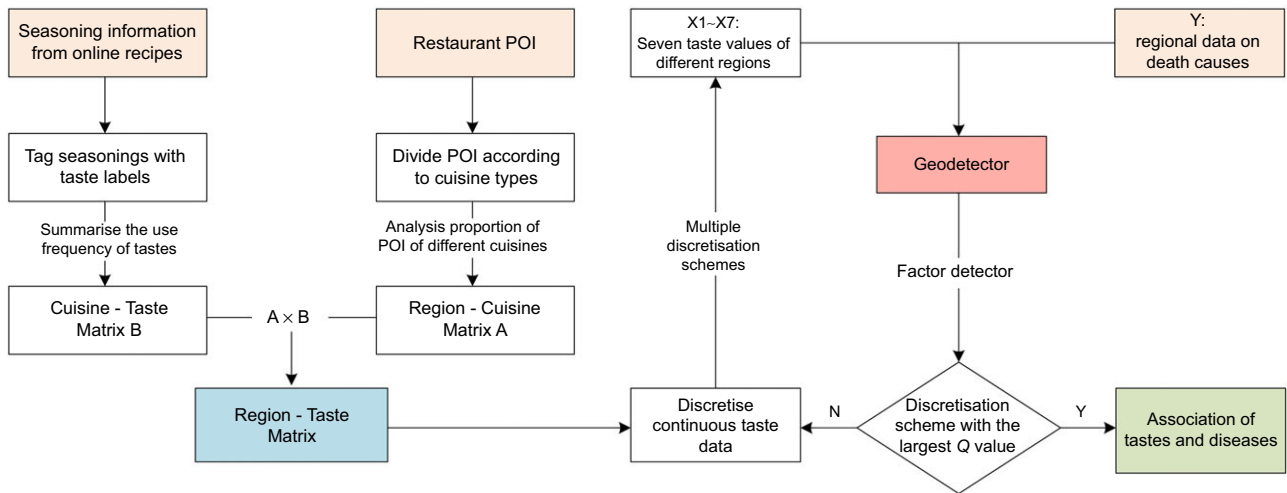 Seasoning information
from online recipes
Restaurant POI
X1~X7:
Seven taste values of
different regions
Y:
regional data on
death causes
Tag seasonings with
taste labels
Divide POI according
to cuisine types
Geodetector
Summarise the use
frequency of tastes
Analysis proportion of
POI of different cuisines
Multiple
discretisation
schemes
Factor detector
Cuisine - Taste
Matrix B
A × B
Region - Cuisine
Matrix A
Region - Taste
Matrix
Discretise
continuous taste
data
N
Discretisation
scheme with the
largest Q value
Y
Association of
tastes and diseases